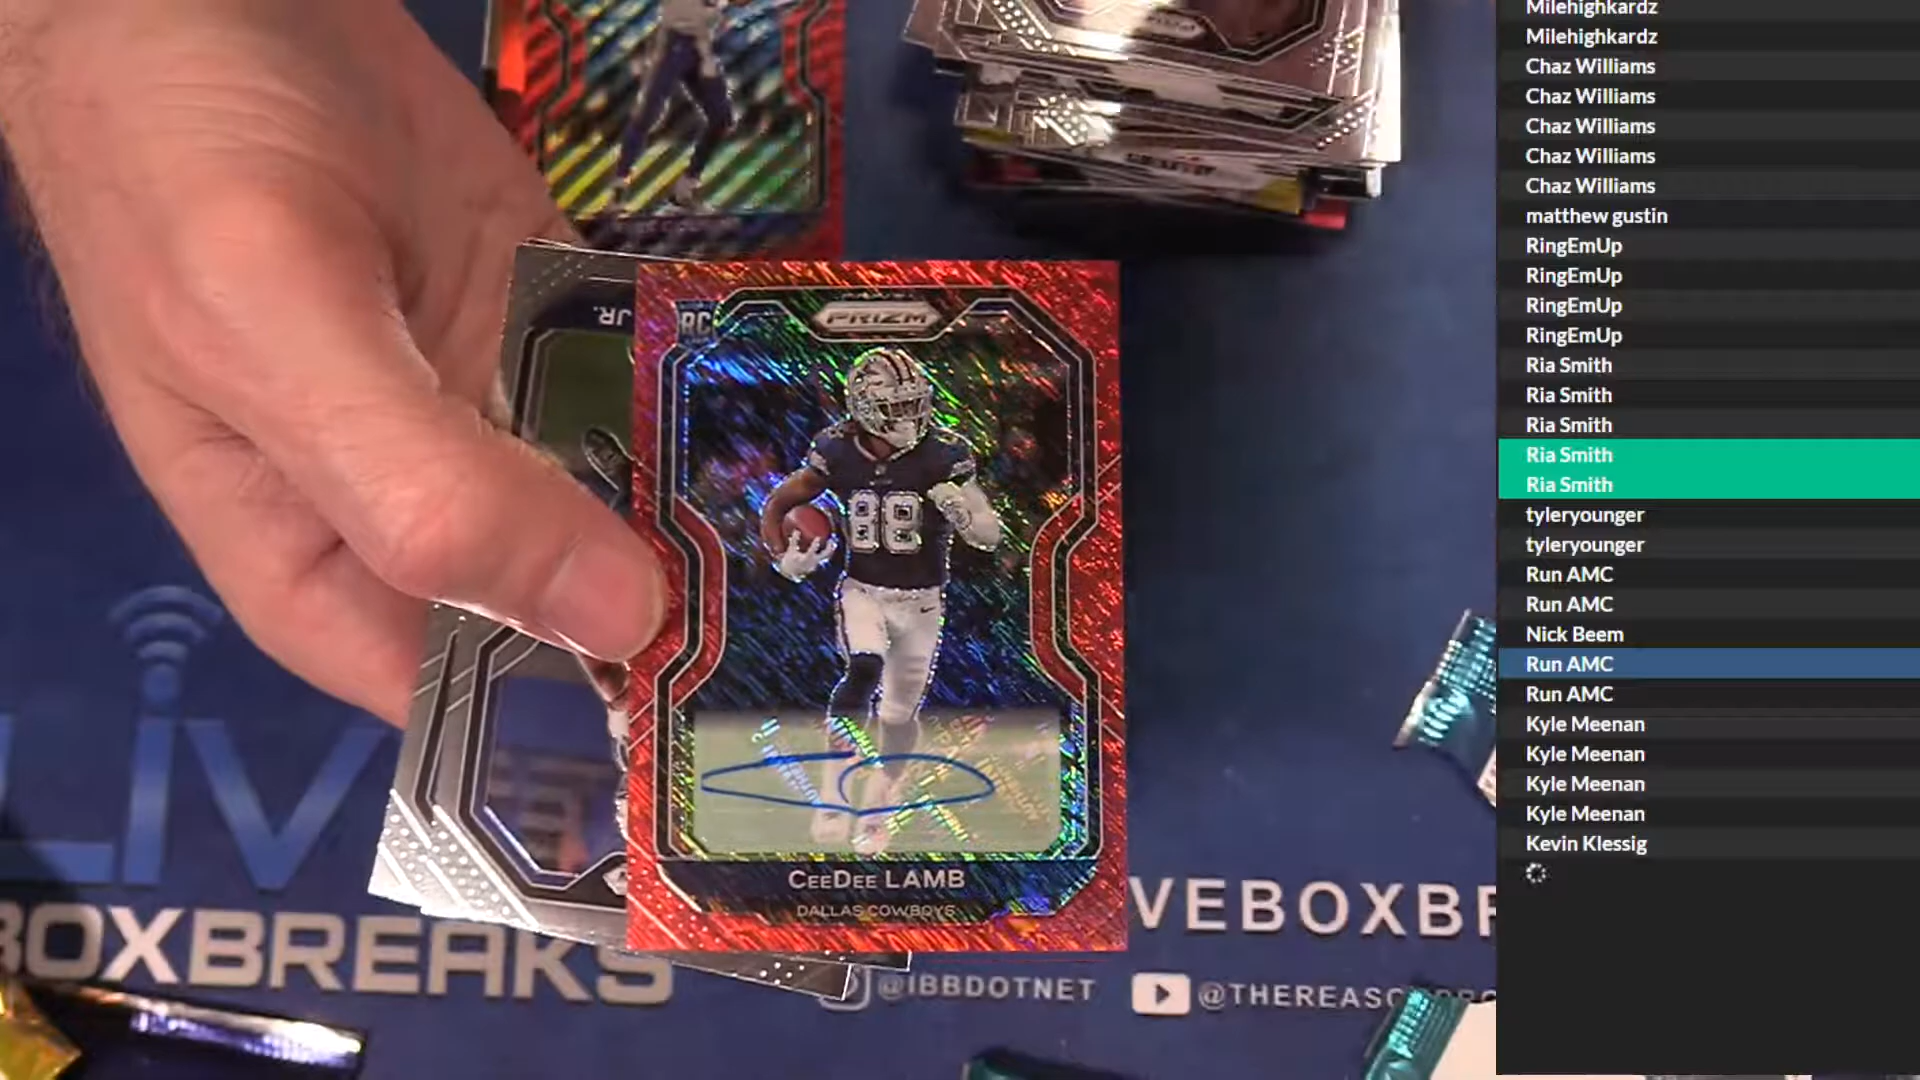 Milehighkardz
Milehighkardz
Chaz Williams
Chaz Williams
Chaz Williams
Chaz Williams
Chaz Williams
matthew gustin
RingEmUp
RingEmUp
RingEmUp
RingEmUp
Ria Smith
Ria Smith
Ria Smith
Ria Smith
Ria Smith
tyleryounger
tyleryounger
Run AMC
Run AMC
Nick Beem
Run AMC
Run AMC
Kyle Meenan
Kyle Meenan
Kyle Meenan
Kyle Meenan
Kevin Klessig
JR.
RC
PRIZM
88
CEEDEE LAMB
DALLAS COWBOYS
LIV
BOXBREAKS
VEBOXBR
@IBBDOTNET